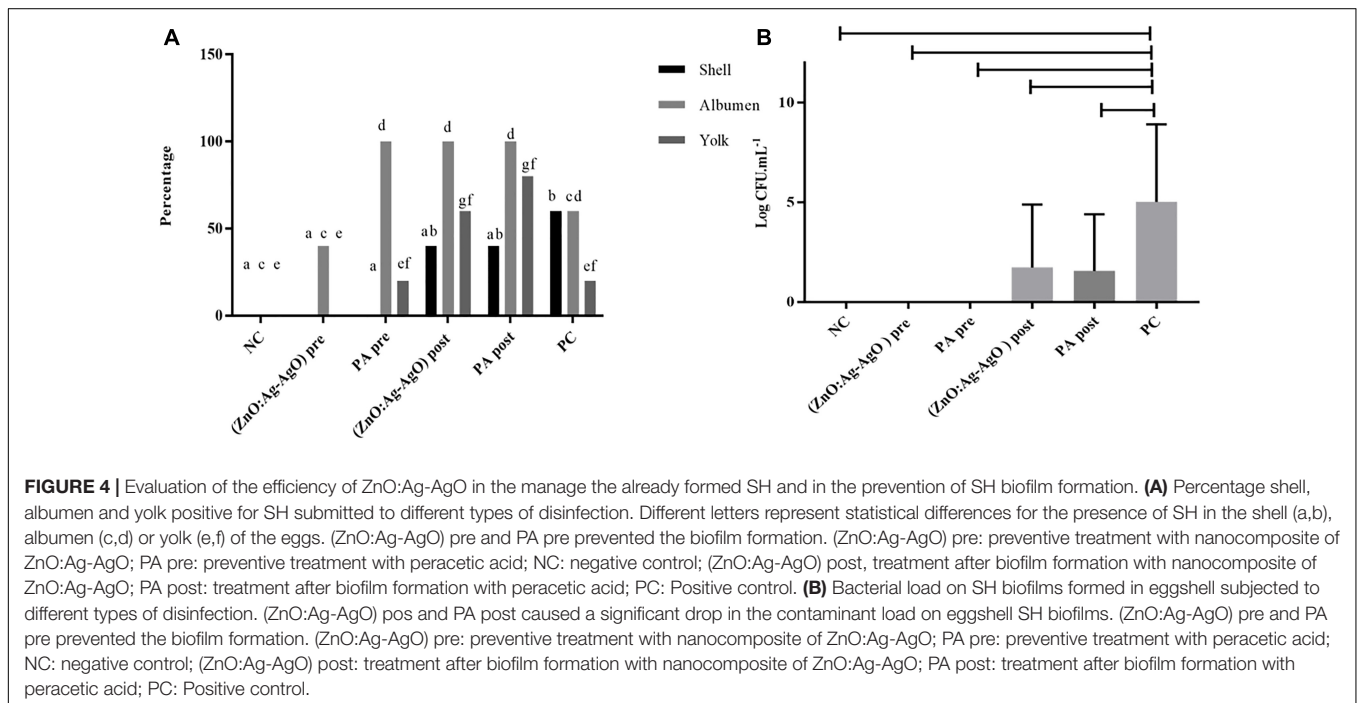 A
150
100
50
0
Percentage
a c e
a c e
a
d
ef
ab
d
gf
ab
d
gf
b
cd
ef
NC
(ZnO:Ag-AgO) pre
PA pre
(ZnO:Ag-AgO) post
PA post
PC
Shell
Albumen
Yolk
B
10
5
0
Log CFU.mL-1
NC
(ZnO:Ag-AgO ) pre
PA pre
(ZnO:Ag-AgO ) post
PA post
PC
FIGURE 4 | Evaluation of the efficiency of ZnO:Ag-AgO in the manage the already formed SH and in the prevention of SH biofilm formation. (A) Percentage shell,
albumen and yolk positive for SH submitted to different types of disinfection. Different letters represent statistical differences for the presence of SH in the shell (a,b),
albumen (c,d) or yolk (e,f) of the eggs. (ZnO:Ag-AgO) pre and PA pre prevented the biofilm formation. (ZnO:Ag-AgO) pre: preventive treatment with nanocomposite of
ZnO:Ag-AgO; PA pre: preventive treatment with peracetic acid; NC: negative control; (ZnO:Ag-AgO) post, treatment after biofilm formation with nanocomposite of
ZnO:Ag-AgO; PA post: treatment after biofilm formation with peracetic acid; PC: Positive control. (B) Bacterial load on SH biofilms formed in eggshell subjected to
different types of disinfection. (ZnO:Ag-AgO) pos and PA post caused a significant drop in the contaminant load on eggshell SH biofilms. (ZnO:Ag-AgO) pre and PA
pre prevented the biofilm formation. (ZnO:Ag-AgO) pre: preventive treatment with nanocomposite of ZnO:Ag-AgO; PA pre: preventive treatment with peracetic acid;
NC: negative control; (ZnO:Ag-AgO) post: treatment after biofilm formation with nanocomposite of ZnO:Ag-AgO; PA post: treatment after biofilm formation with
peracetic acid; PC: Positive control.